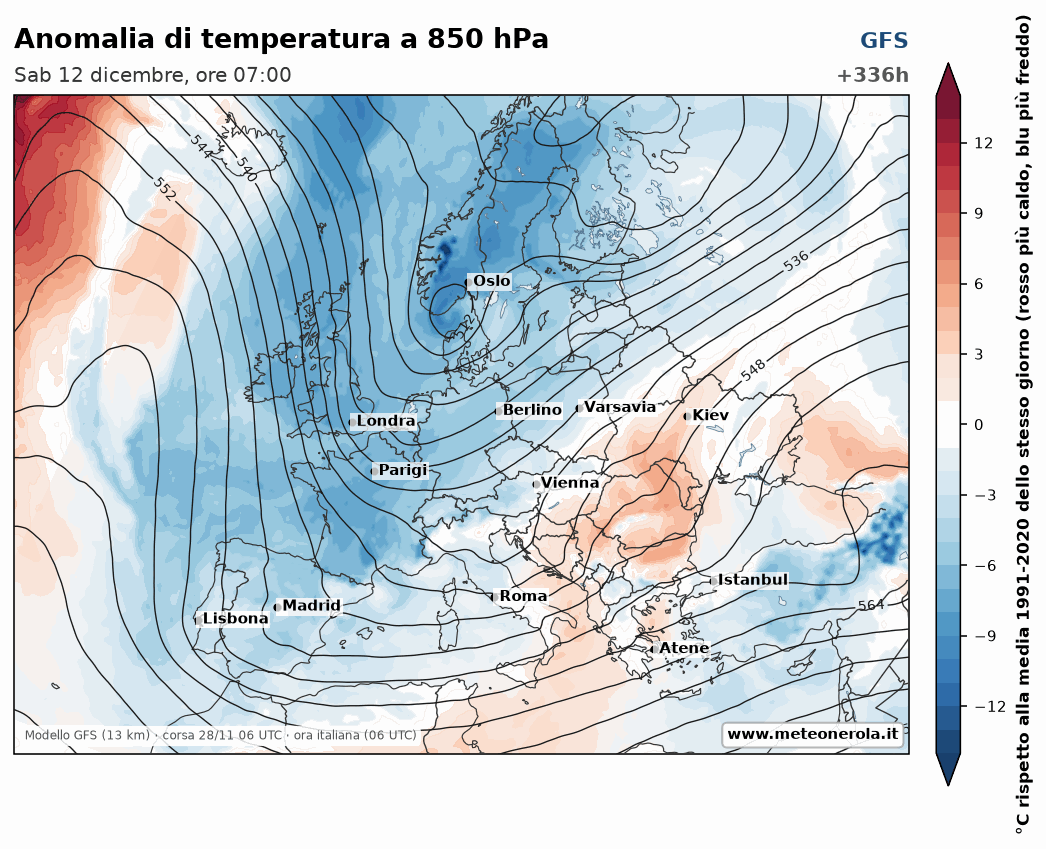 Anomalia di temperatura a 850 hPa
GFS
Sab 12 dicembre, ore 07:00
+336h
544
540
552
536
Oslo
548
Londra
Berlino
Varsavia
Kiev
Parigi
Vienna
Istanbul
Roma
Madrid
Lisbona
564
Atene
Modello GFS (13 km) · corsa 28/11 06 UTC · ora italiana (06 UTC)
www.meteonerola.it
12
9
6
3
0
−3
−6
−9
−12
°C rispetto alla media 1991-2020 dello stesso giorno (rosso più caldo, blu più freddo)